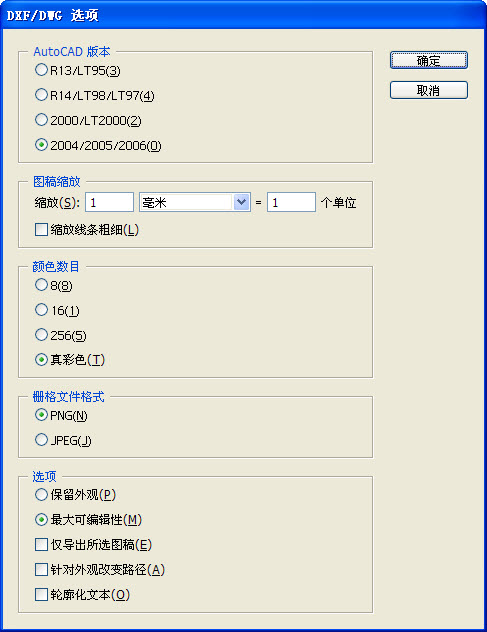 DXF/DWG 选项
AutoCAD 版本
确定
R13/LT95(3)
取消
R14/LT98/LT97(4)
2000/LT2000(2)
2004/2005/2006(0)
图稿缩放
缩放(S): 1 毫米 = 1 个单位
缩放线条粗细(L)
颜色数目
8(8)
16(1)
256(5)
真彩色(T)
栅格文件格式
PNG(N)
JPEG(J)
选项
保留外观(P)
最大可编辑性(M)
仅导出所选图稿(E)
针对外观改变路径(A)
轮廓化文本(O)